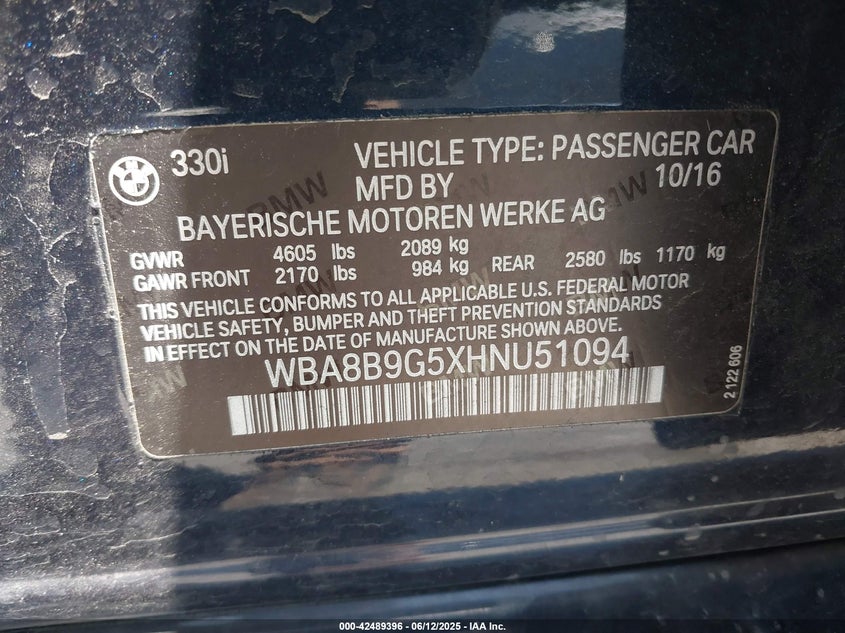 330i VEHICLE TYPE: PASSENGER CAR
MFD BY 10/16
BAYERISCHE MOTOREN WERKE AG
GVWR 4605 lbs 2089 kg
GAWR FRONT 2170 lbs 984 kg REAR 2580 lbs 1170 kg
THIS VEHICLE CONFORMS TO ALL APPLICABLE U.S. FEDERAL MOTOR
VEHICLE SAFETY, BUMPER AND THEFT PREVENTION STANDARDS
IN EFFECT ON THE DATE OF MANUFACTURE SHOWN ABOVE.
WBA8B9G5XHNU51094
2 122 606
000-42489396 - 06/12/2025 - IAA Inc.